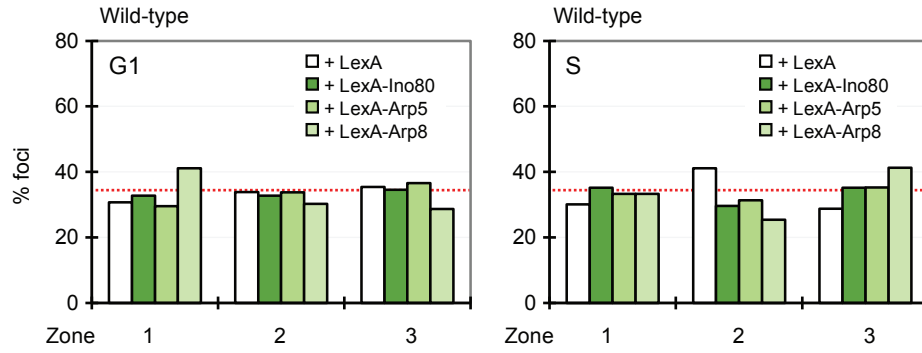 Wild-type
80
60
40
20
0
% foci
G1
+ LexA
+ LexA-Ino80
+ LexA-Arp5
+ LexA-Arp8
Zone 1 2 3
Wild-type
80
60
40
20
0
S
+ LexA
+ LexA-Ino80
+ LexA-Arp5
+ LexA-Arp8
Zone 1 2 3